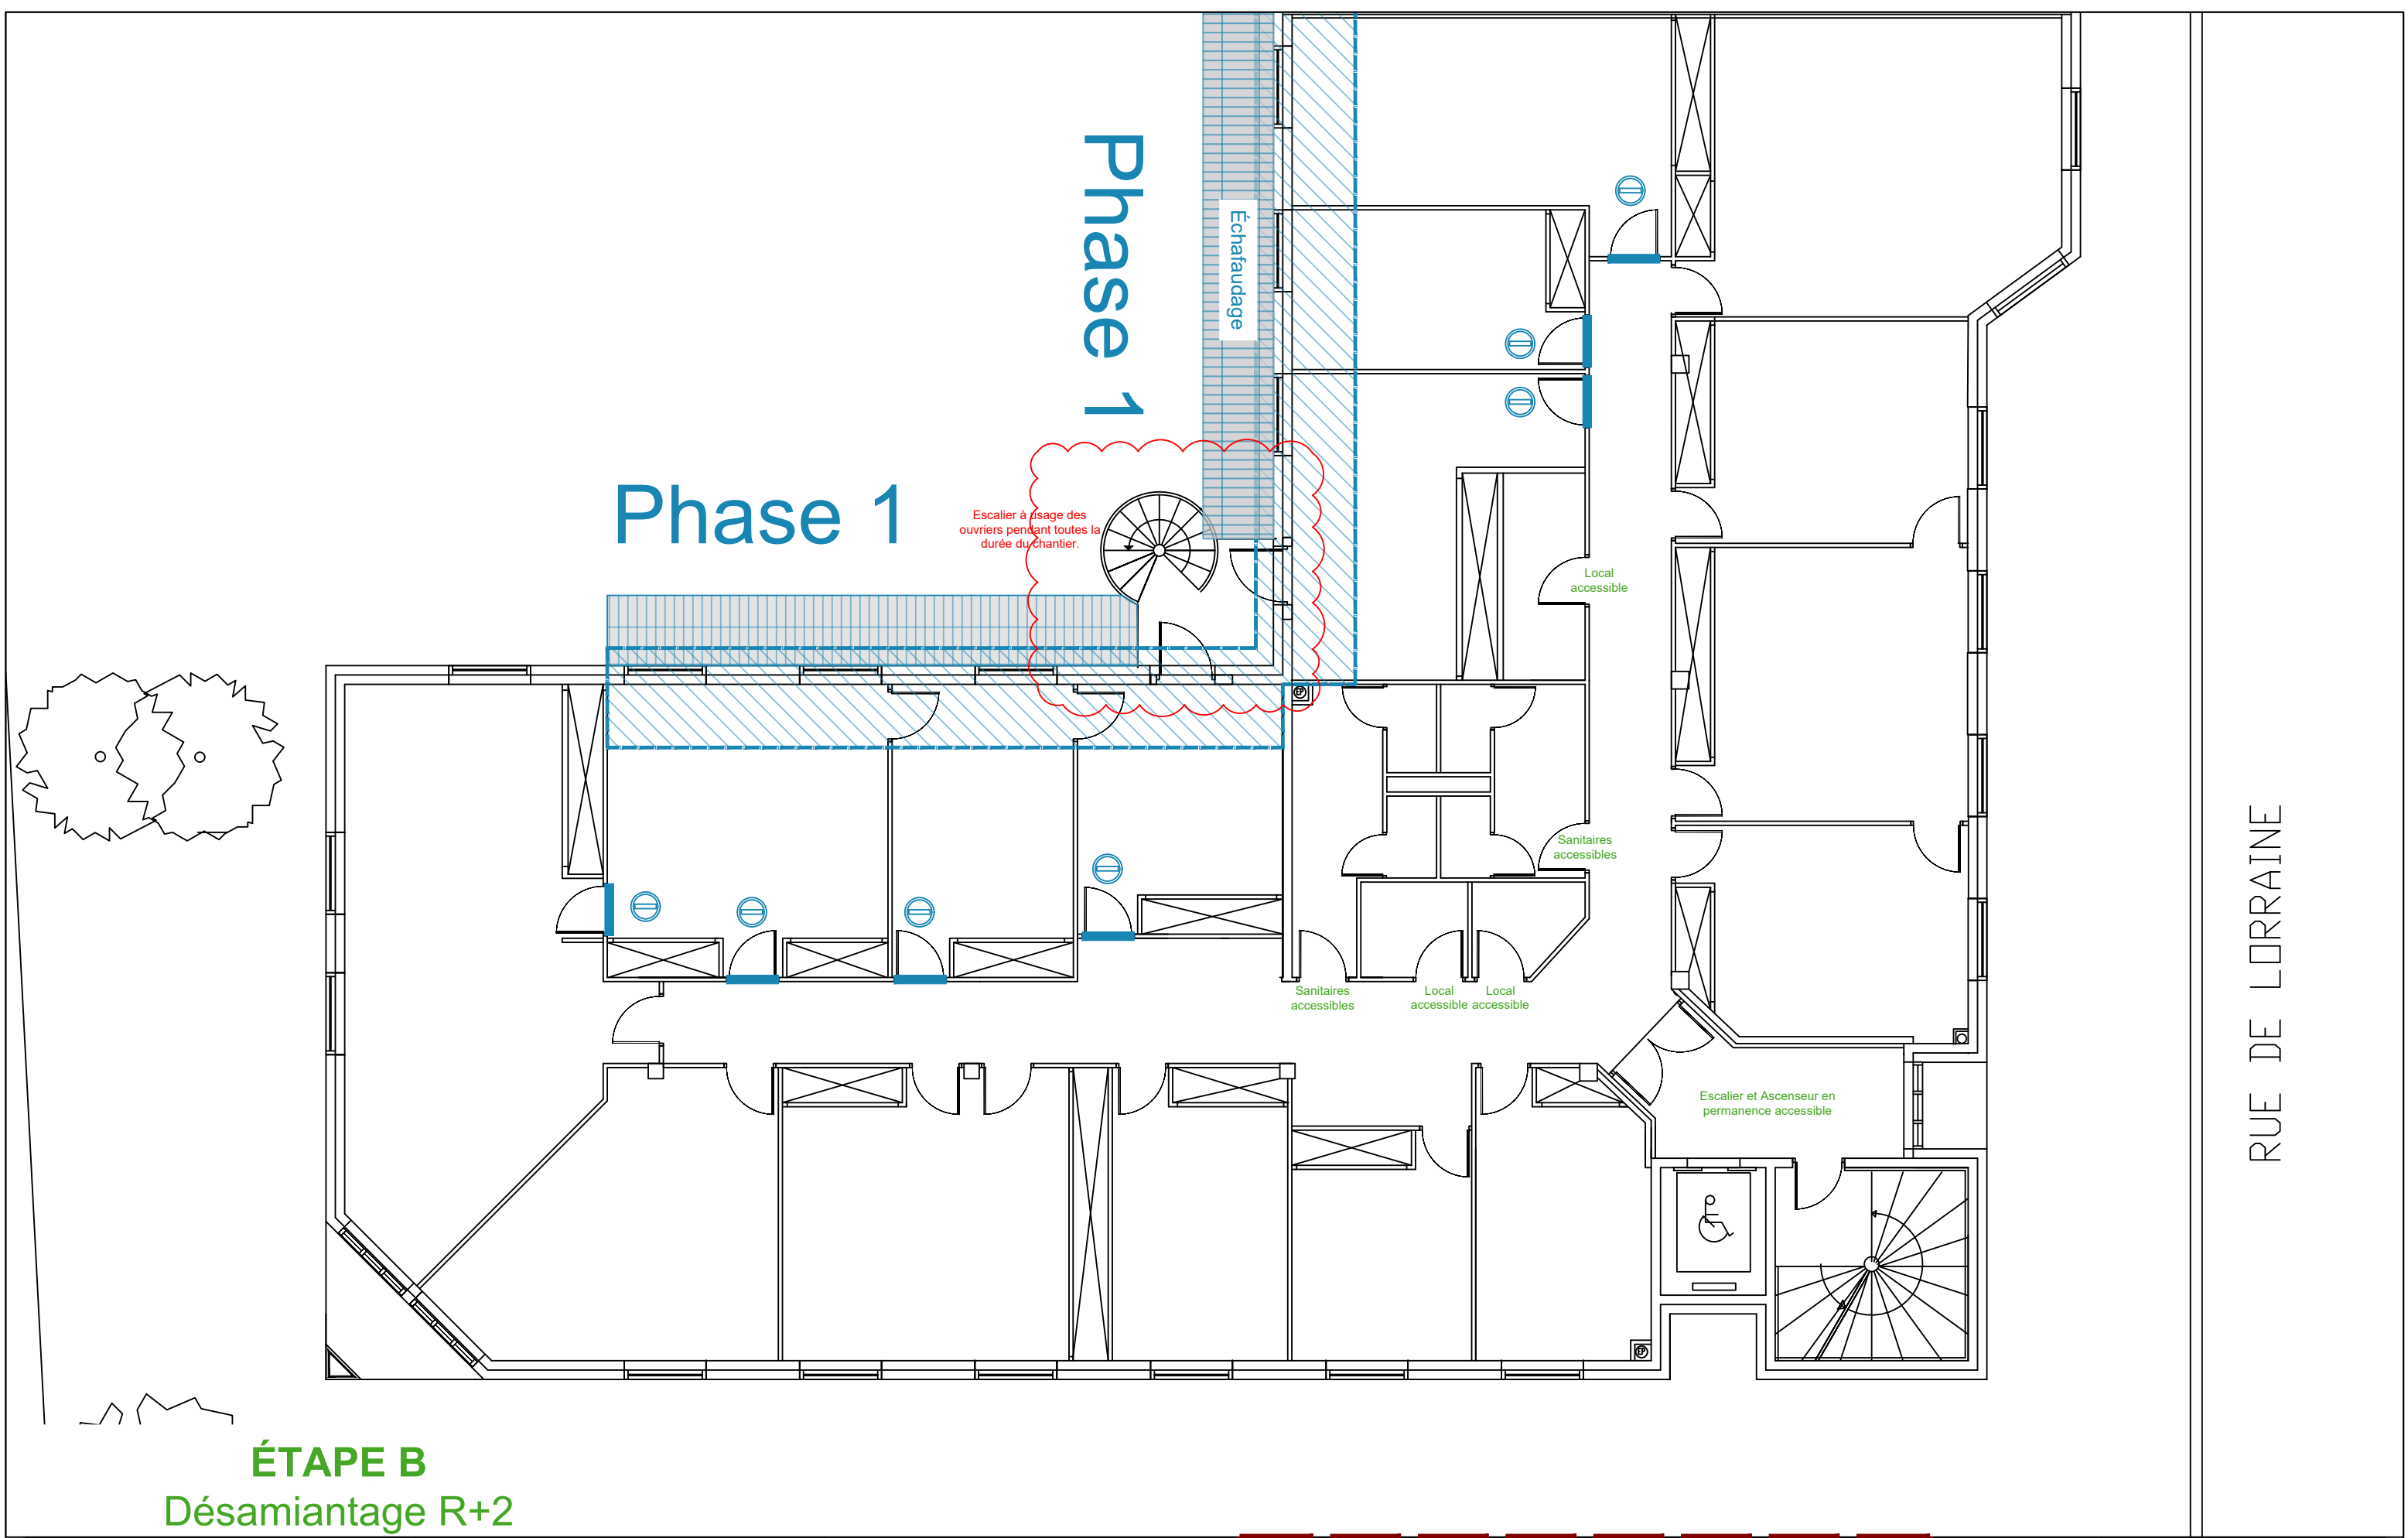 Phase 1
Échafaudage
Phase 1
Escalier à usage des
ouvriers pendant toutes la
durée du chantier.
Local
accessible
Sanitaires
accessibles
Sanitaires
accessibles
Local
accessible
Local
accessible
Escalier et Ascenseur en
permanence accessible
RUE DE LORRAINE
ÉTAPE B
Désamiantage R+2